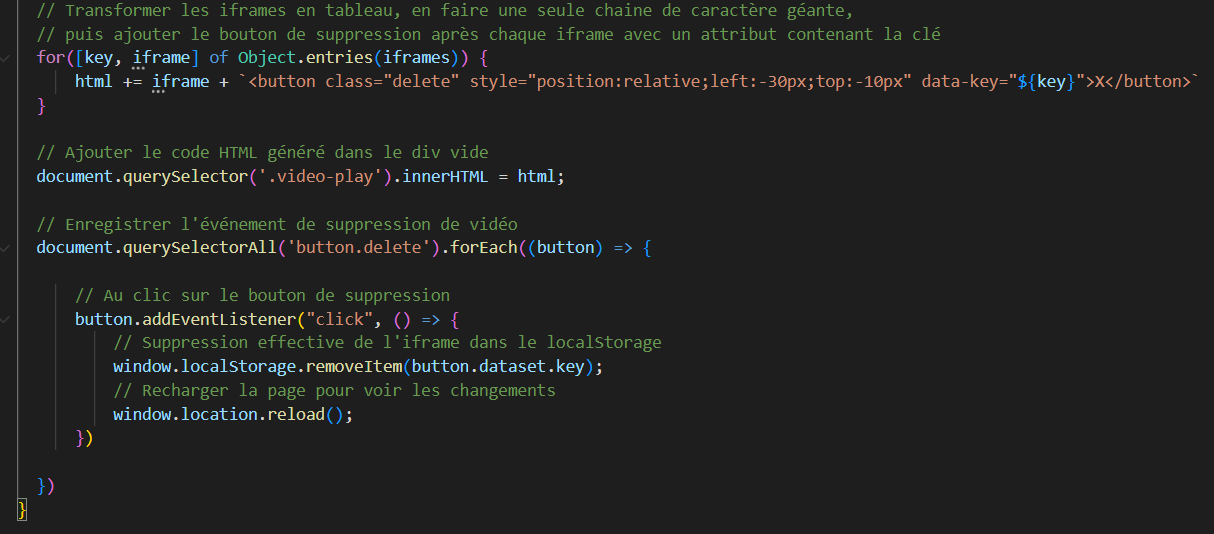 // Transformer les iframes en tableau, en faire une seule chaine de caractère géante,
// puis ajouter le bouton de suppression après chaque iframe avec un attribut contenant la clé
for([key, iframe] of Object.entries(iframes)) {
html += iframe + `<button class="delete" style="position:relative;left:-30px;top:-10px" data-key="${key}">X</button>`
}
// Ajouter le code HTML généré dans le div vide
document.querySelector('.video-play').innerHTML = html;
// Enregistrer l'événement de suppression de vidéo
document.querySelectorAll('button.delete').forEach((button) => {
// Au clic sur le bouton de suppression
button.addEventListener("click", () => {
// Suppression effective de l'iframe dans le localStorage
window.localStorage.removeItem(button.dataset.key);
// Recharger la page pour voir les changements
window.location.reload();
})
})
}